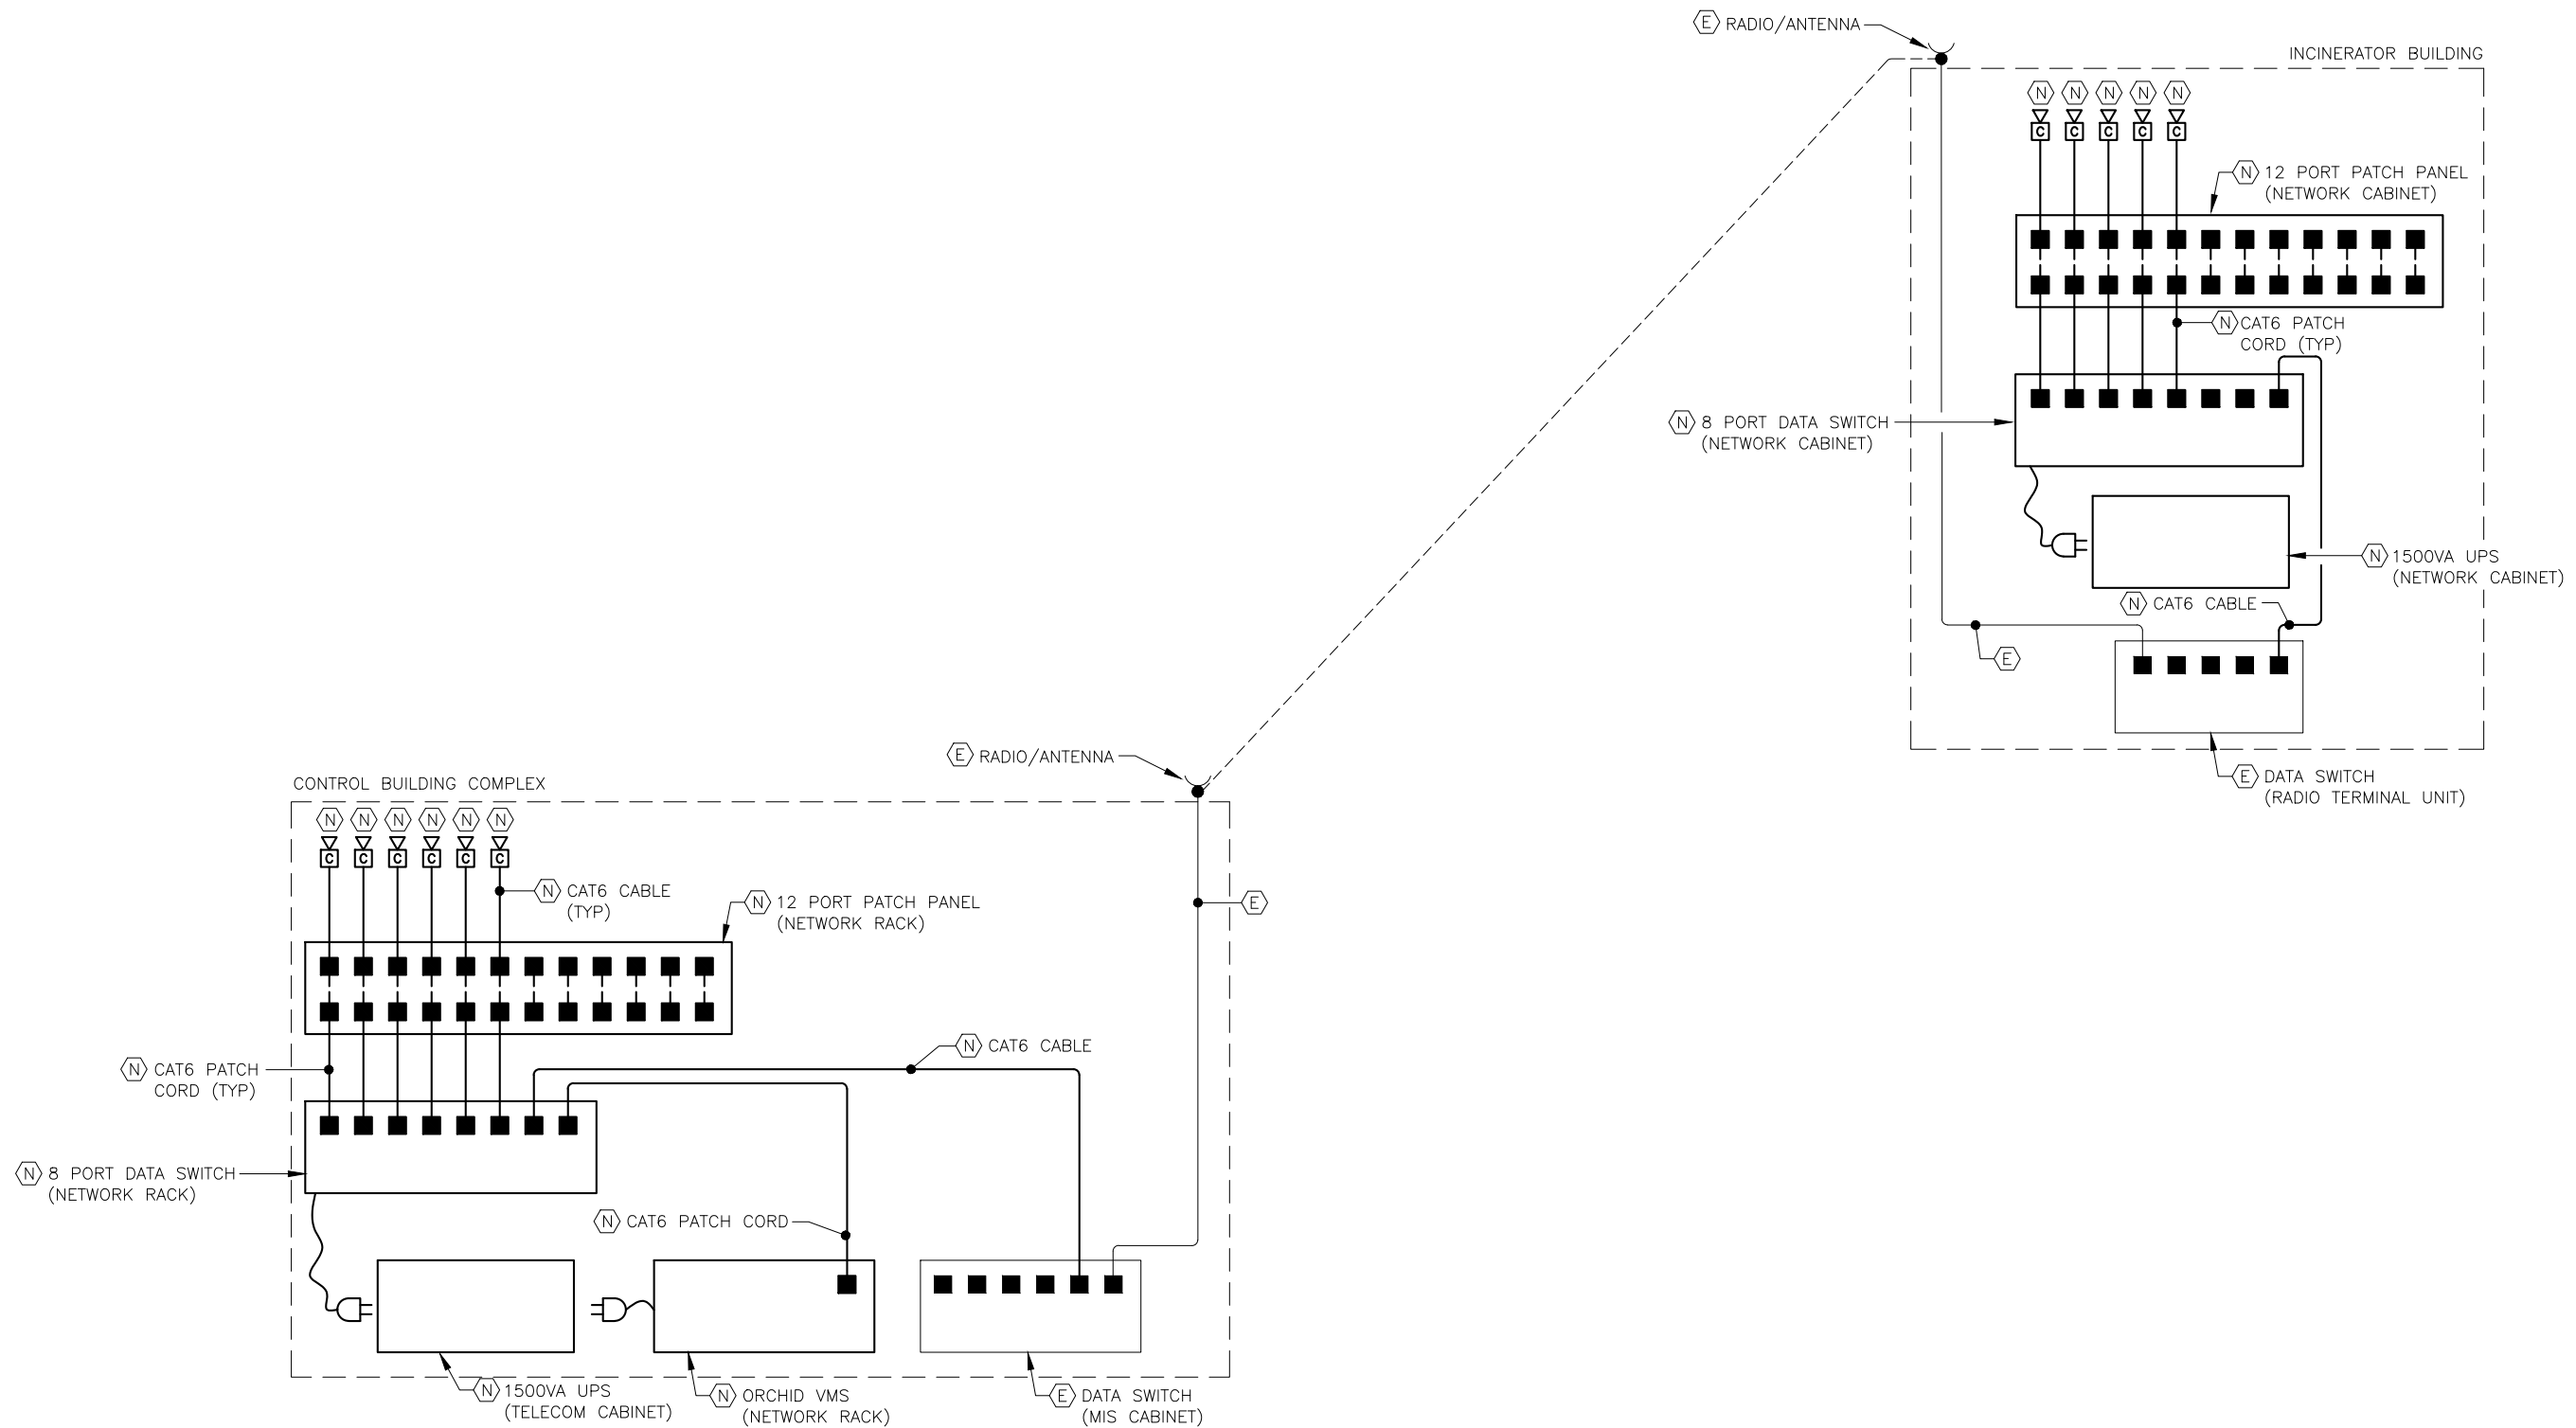 E RADIO/ANTENNA
INCINERATOR BUILDING
N N N N N
C C C C C
N 12 PORT PATCH PANEL
(NETWORK CABINET)
N CAT6 PATCH
CORD (TYP)
N 8 PORT DATA SWITCH
(NETWORK CABINET)
N 1500VA UPS
(NETWORK CABINET)
N CAT6 CABLE
E
E DATA SWITCH
(RADIO TERMINAL UNIT)
E RADIO/ANTENNA
CONTROL BUILDING COMPLEX
N N N N N N
C C C C C C
N CAT6 CABLE
(TYP)
N 12 PORT PATCH PANEL
(NETWORK RACK)
E
N CAT6 CABLE
N CAT6 PATCH
CORD (TYP)
N 8 PORT DATA SWITCH
(NETWORK RACK)
N CAT6 PATCH CORD
N 1500VA UPS
(TELECOM CABINET)
N ORCHID VMS
(NETWORK RACK)
E DATA SWITCH
(MIS CABINET)